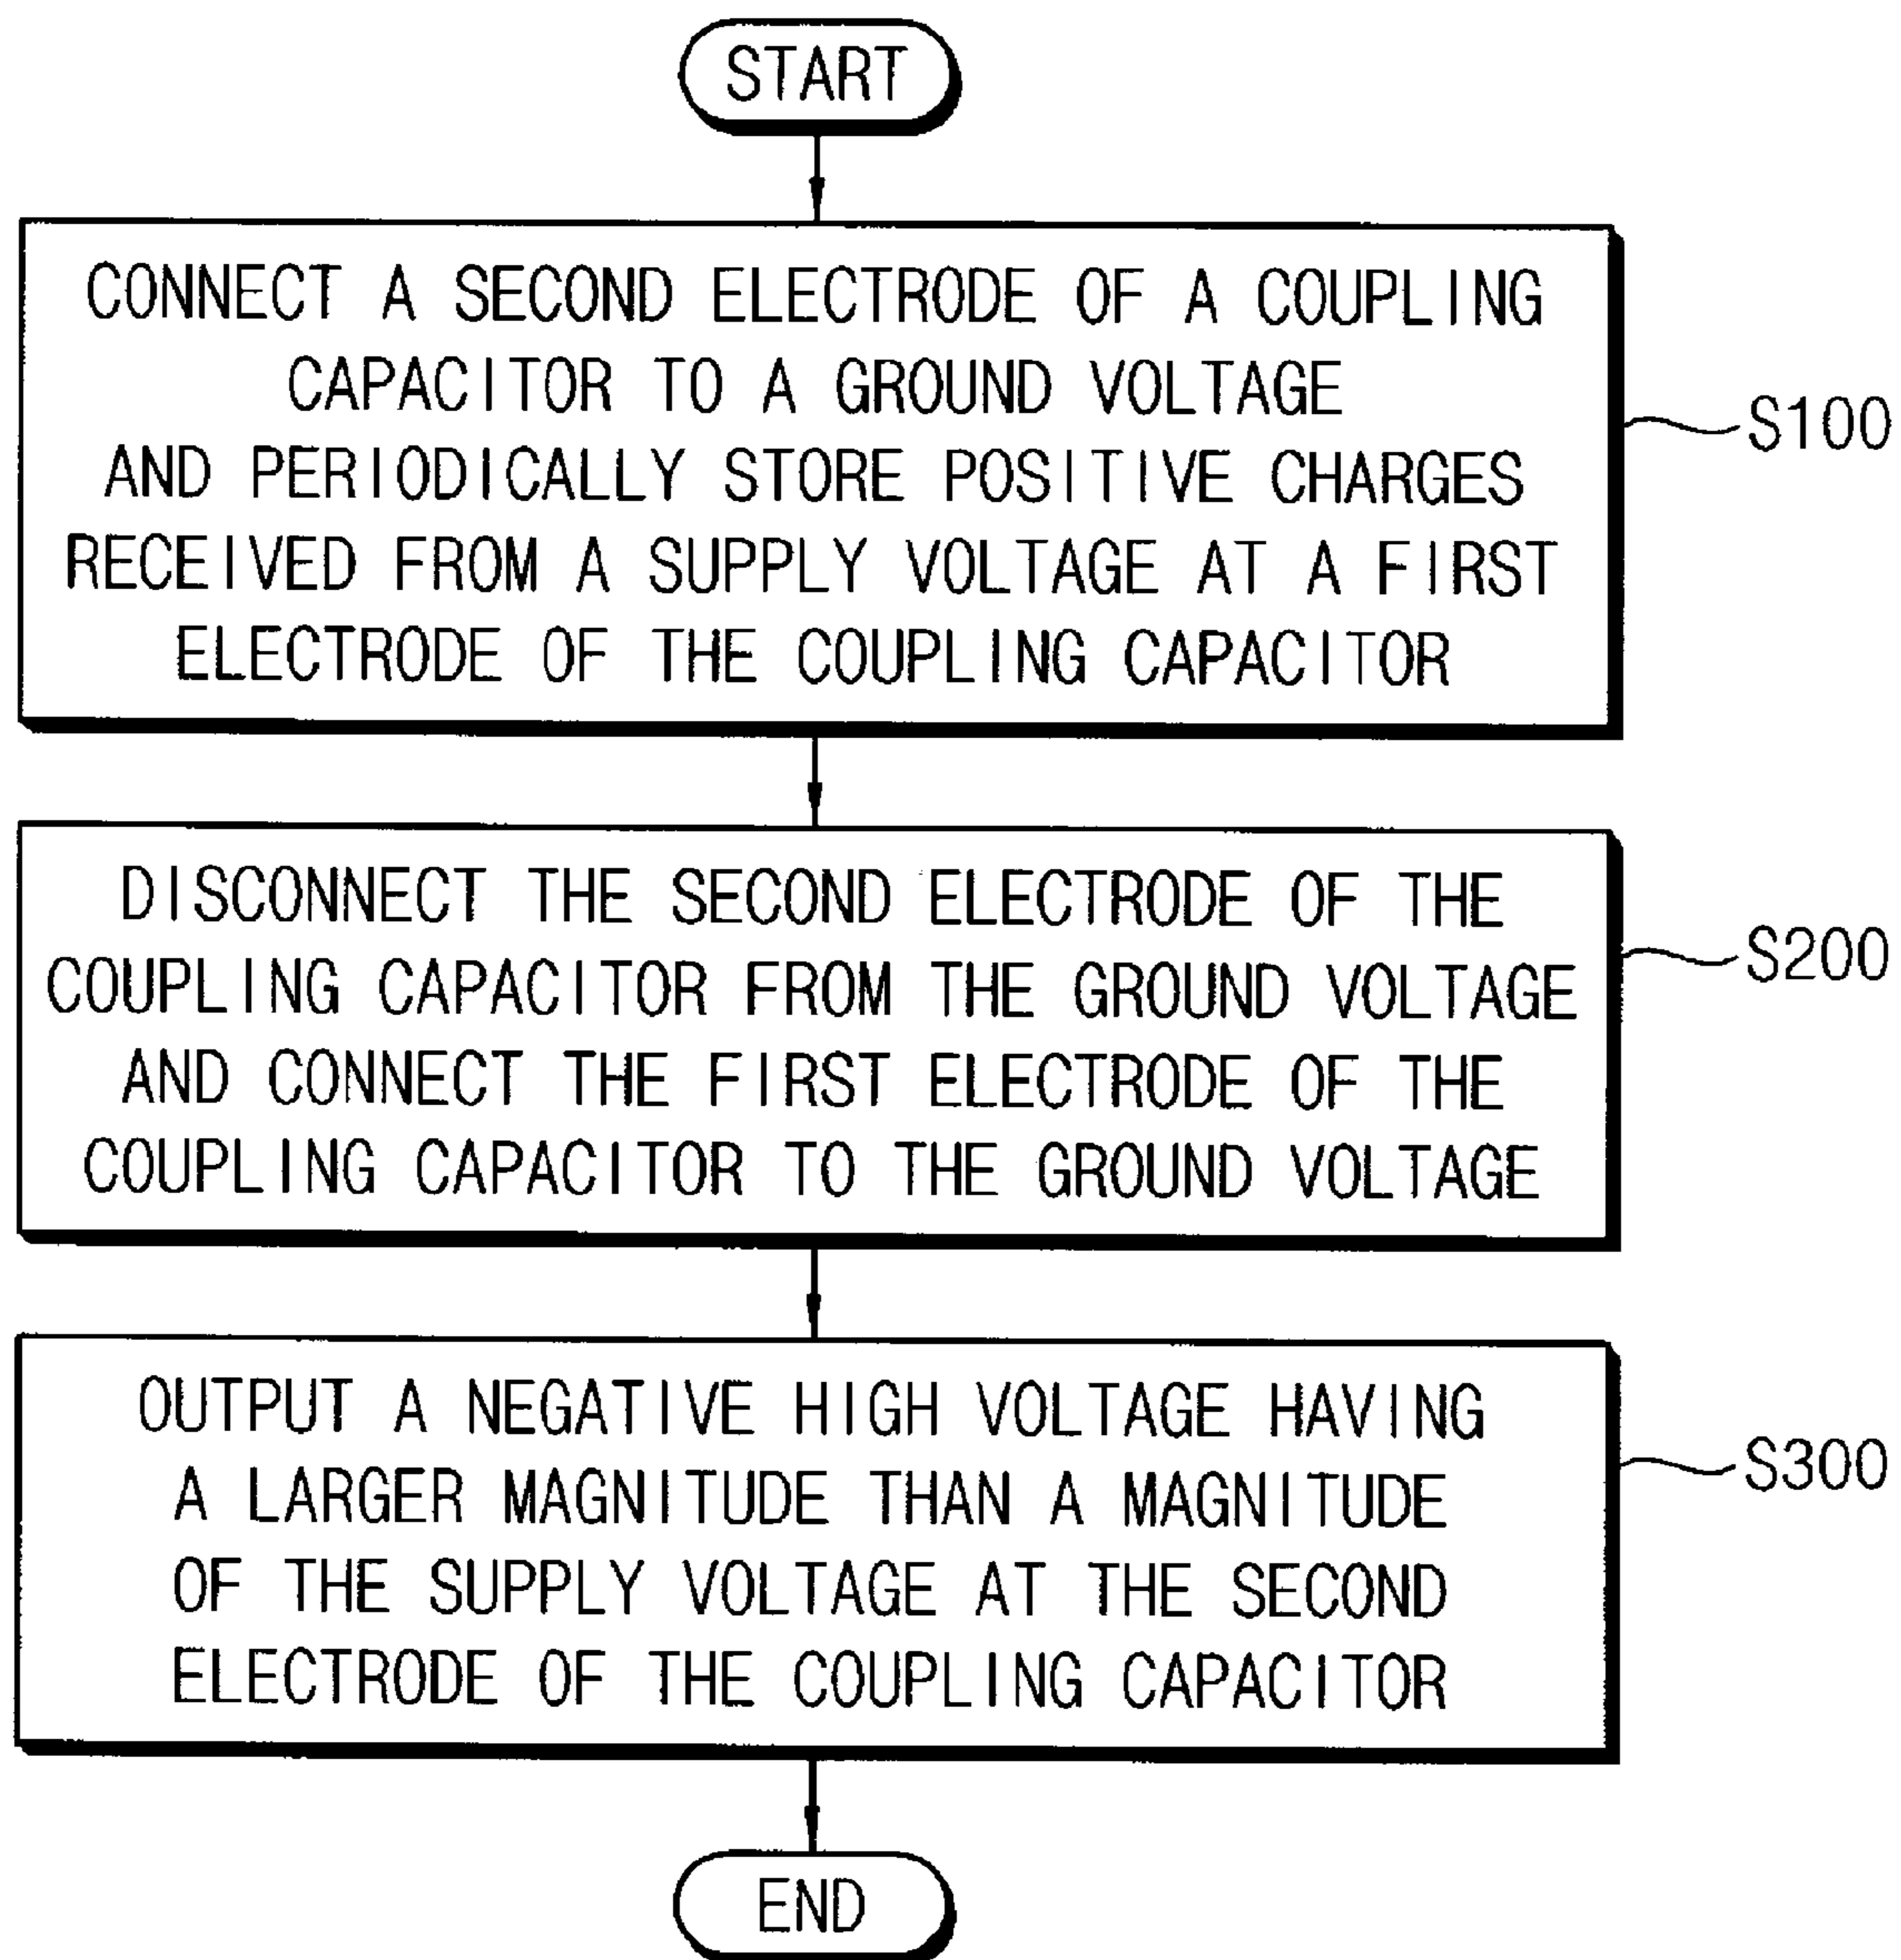 START
CONNECT A SECOND ELECTRODE OF A COUPLING
CAPACITOR TO A GROUND VOLTAGE
AND PERIODICALLY STORE POSITIVE CHARGES
RECEIVED FROM A SUPPLY VOLTAGE AT A FIRST
ELECTRODE OF THE COUPLING CAPACITOR
S100
DISCONNECT THE SECOND ELECTRODE OF THE
COUPLING CAPACITOR FROM THE GROUND VOLTAGE
AND CONNECT THE FIRST ELECTRODE OF THE
COUPLING CAPACITOR TO THE GROUND VOLTAGE
S200
OUTPUT A NEGATIVE HIGH VOLTAGE HAVING
A LARGER MAGNITUDE THAN A MAGNITUDE
OF THE SUPPLY VOLTAGE AT THE SECOND
ELECTRODE OF THE COUPLING CAPACITOR
S300
END